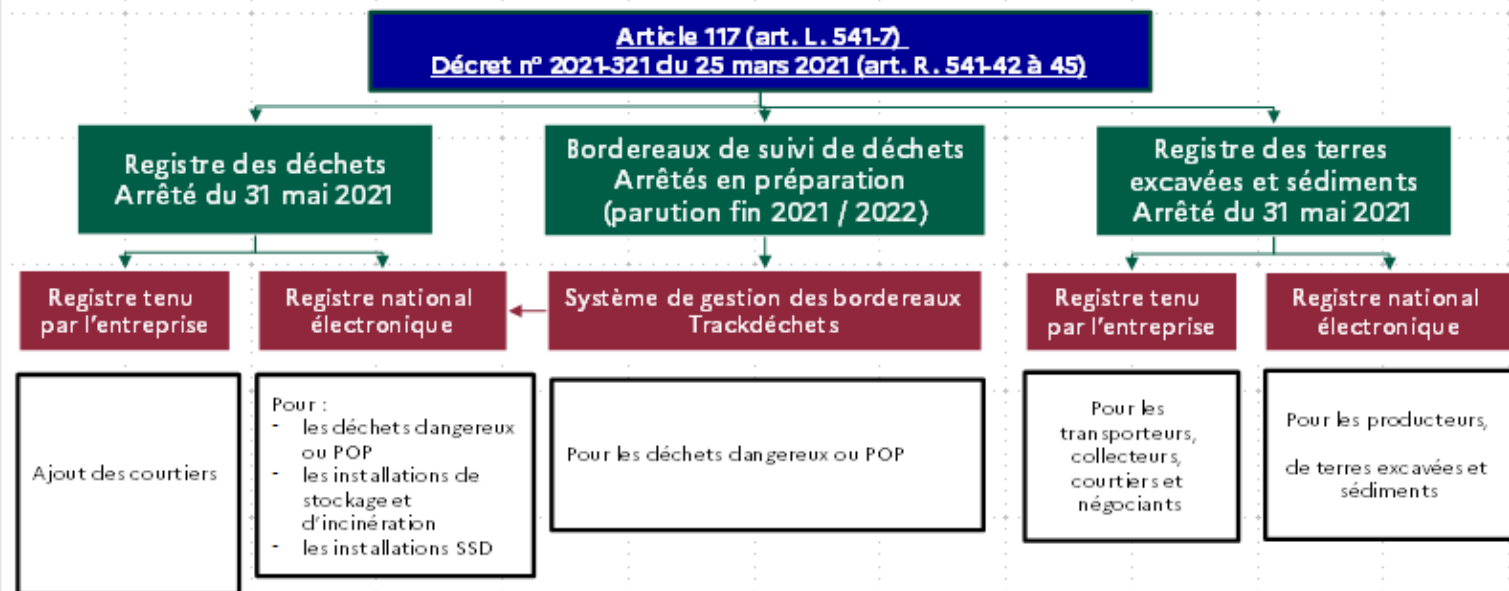 Article 117 (art. L. 541-7)
Décret n° 2021-321 du 25 mars 2021 (art. R. 541-42 à 45)
Registre des déchets
Arrêté du 31 mai 2021
Bordereaux de suivi de déchets
Arrêtés en préparation
(parution fin 2021 / 2022)
Registre des terres
excavées et sédiments
Arrêté du 31 mai 2021
Registre tenu
par l'entreprise
Registre national
électronique
Système de gestion des bordereaux
Trackdéchets
Registre tenu
par l'entreprise
Registre national
électronique
Ajout des courtiers
Pour :
- les déchets dangereux
ou POP
- les installations de
stockage et
d'incinération
- les installations SSD
Pour les déchets dangereux ou POP
Pour les
transporteurs,
collecteurs,
courtiers et
négociants
Pour les producteurs,
de terres excavées et
sédiments